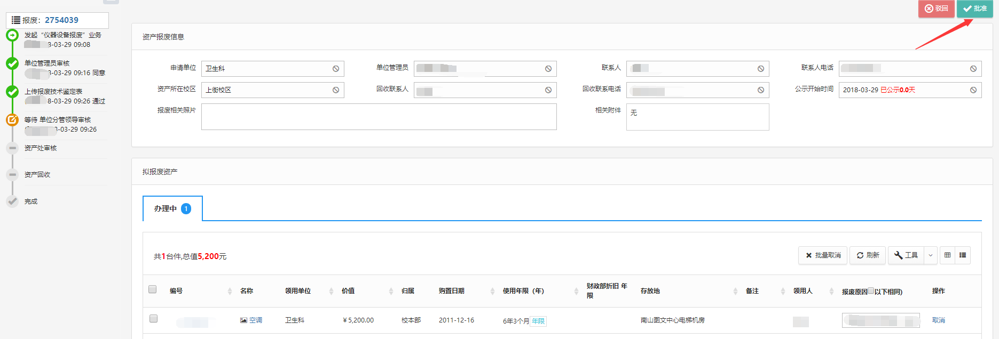 驳回 批准
报废：2754039
发起“仪器设备报废”业务
8-03-29 09:08
单位管理员审核
3-03-29 09:16 同意
上传报废技术鉴定表
8-03-29 09:26 通过
等待 单位分管领导审核
-03-29 09:26
资产处审核
资产回收
完成
资产报废信息
申请单位 卫生科 单位管理员 联系人 联系人电话
资产所在校区 上街校区 回收联系人 回收联系电话 公示开始时间 2018-03-29 已公示0.0天
报废相关照片 相关附件 无
拟报废资产
办理中 1
共1台件,总值5,200元 批量取消 刷新 工具
编号 名称 领用单位 价值 归属 购置日期 使用年限（年） 财政部折旧 年限 存放地 备注 领用人 报废原因 以下相同) 操作
空调 卫生科 ￥5,200.00 校本部 2011-12-16 6年3个月 年限 南山图文中心电梯机房 取消